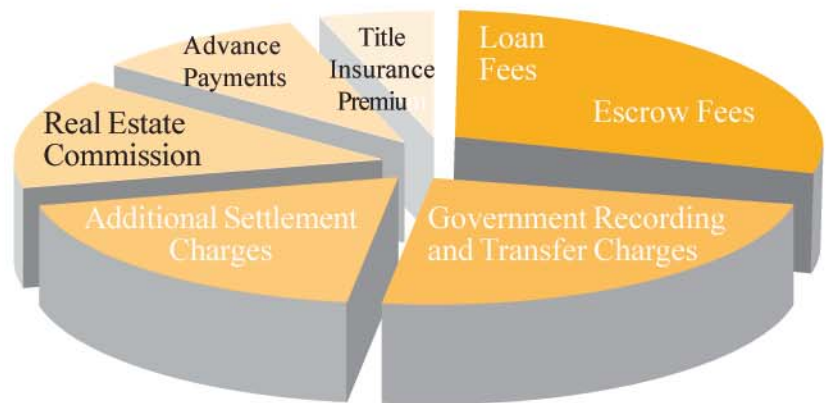 Loan
Fees
Escrow Fees
Government Recording
and Transfer Charges
Additional Settlement
Charges
Real Estate
Commission
Advance
Payments
Title
Insurance
Premium